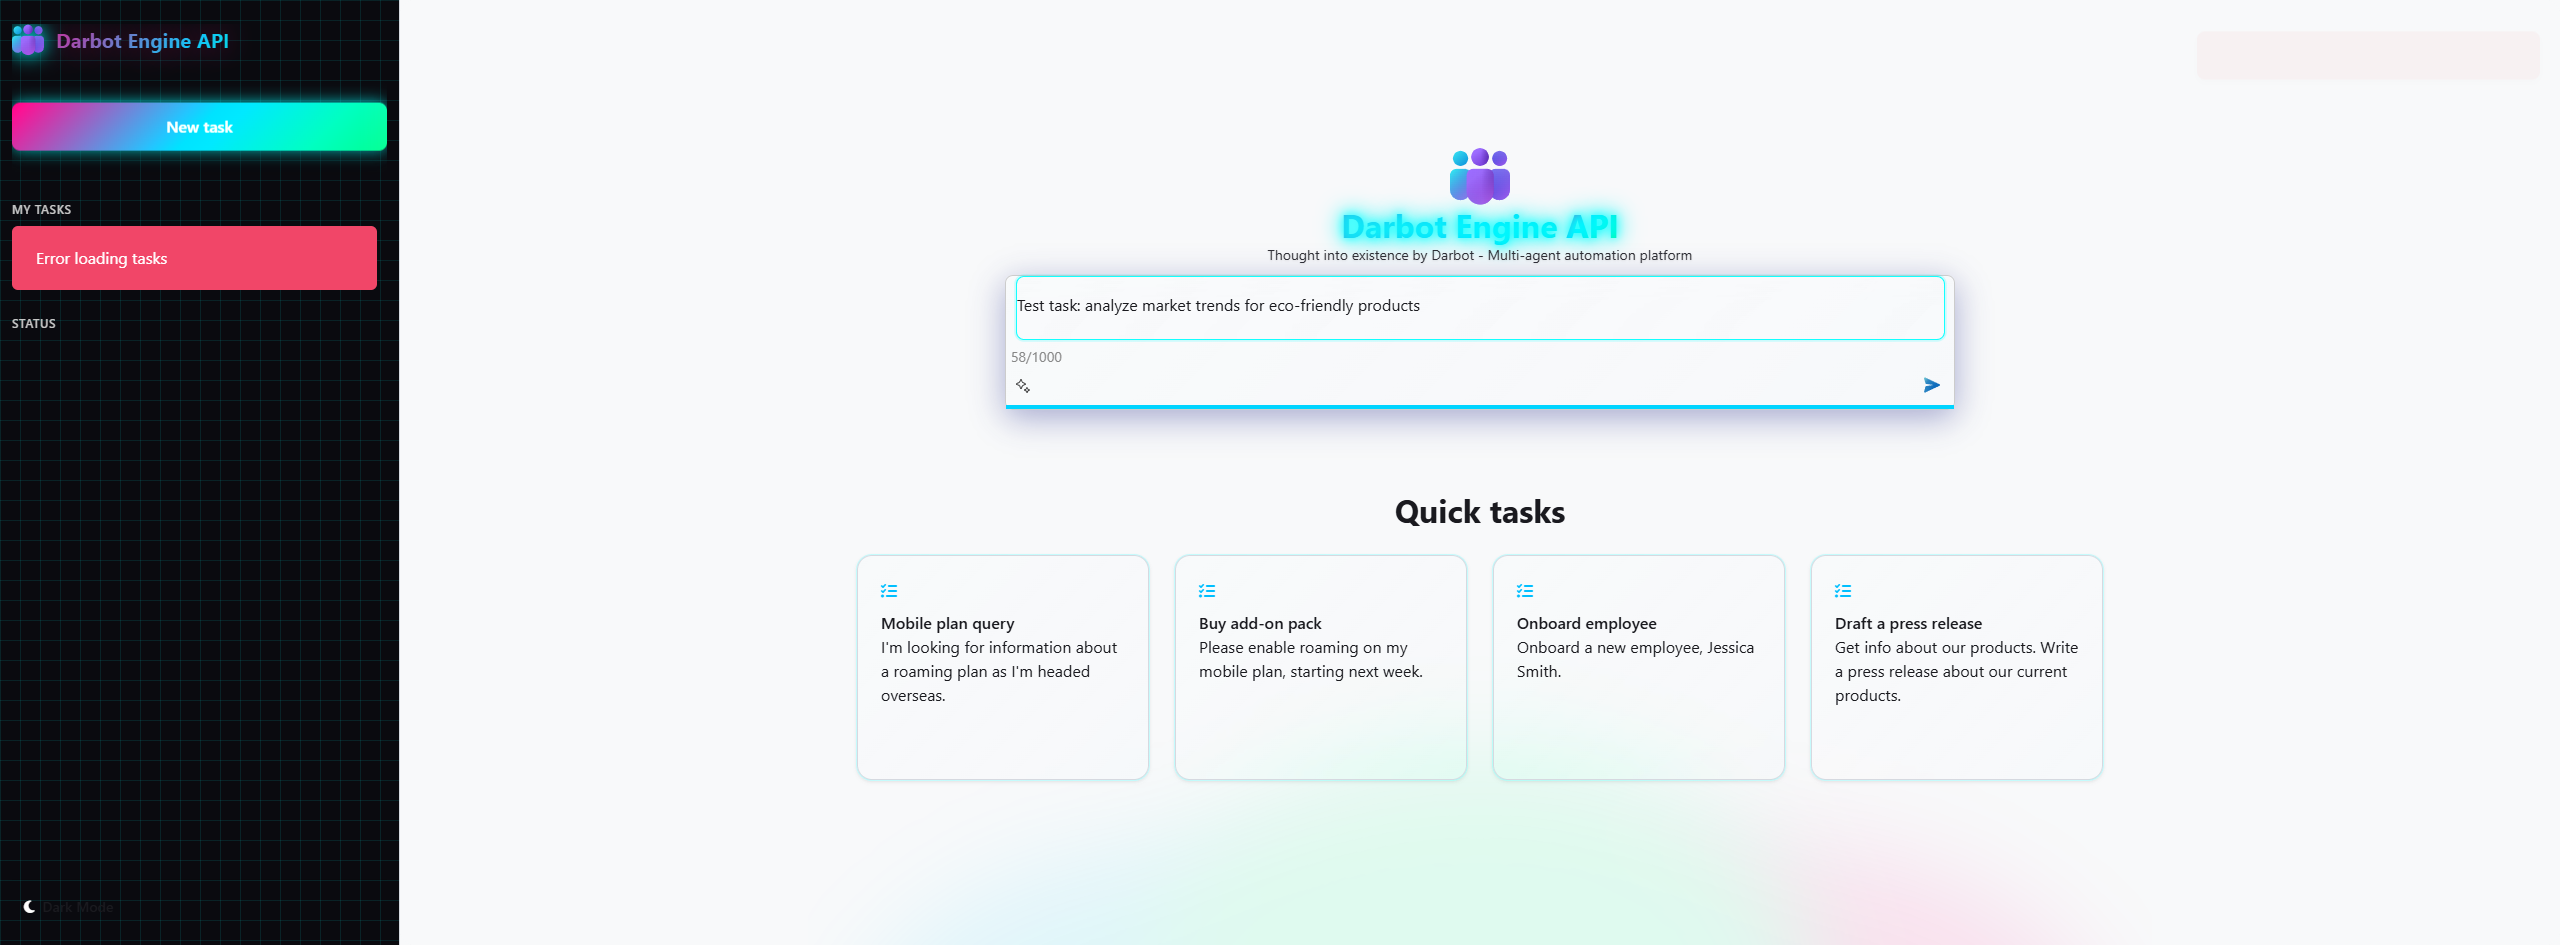 Darbot Engine API
New task
MY TASKS
Error loading tasks
STATUS
Dark Mode
Darbot Engine API
Thought into existence by Darbot - Multi-agent automation platform
Test task: analyze market trends for eco-friendly products
58/1000
Quick tasks
Mobile plan query
I'm looking for information about
a roaming plan as I'm headed
overseas.
Buy add-on pack
Please enable roaming on my
mobile plan, starting next week.
Onboard employee
Onboard a new employee, Jessica
Smith.
Draft a press release
Get info about our products. Write
a press release about our current
products.